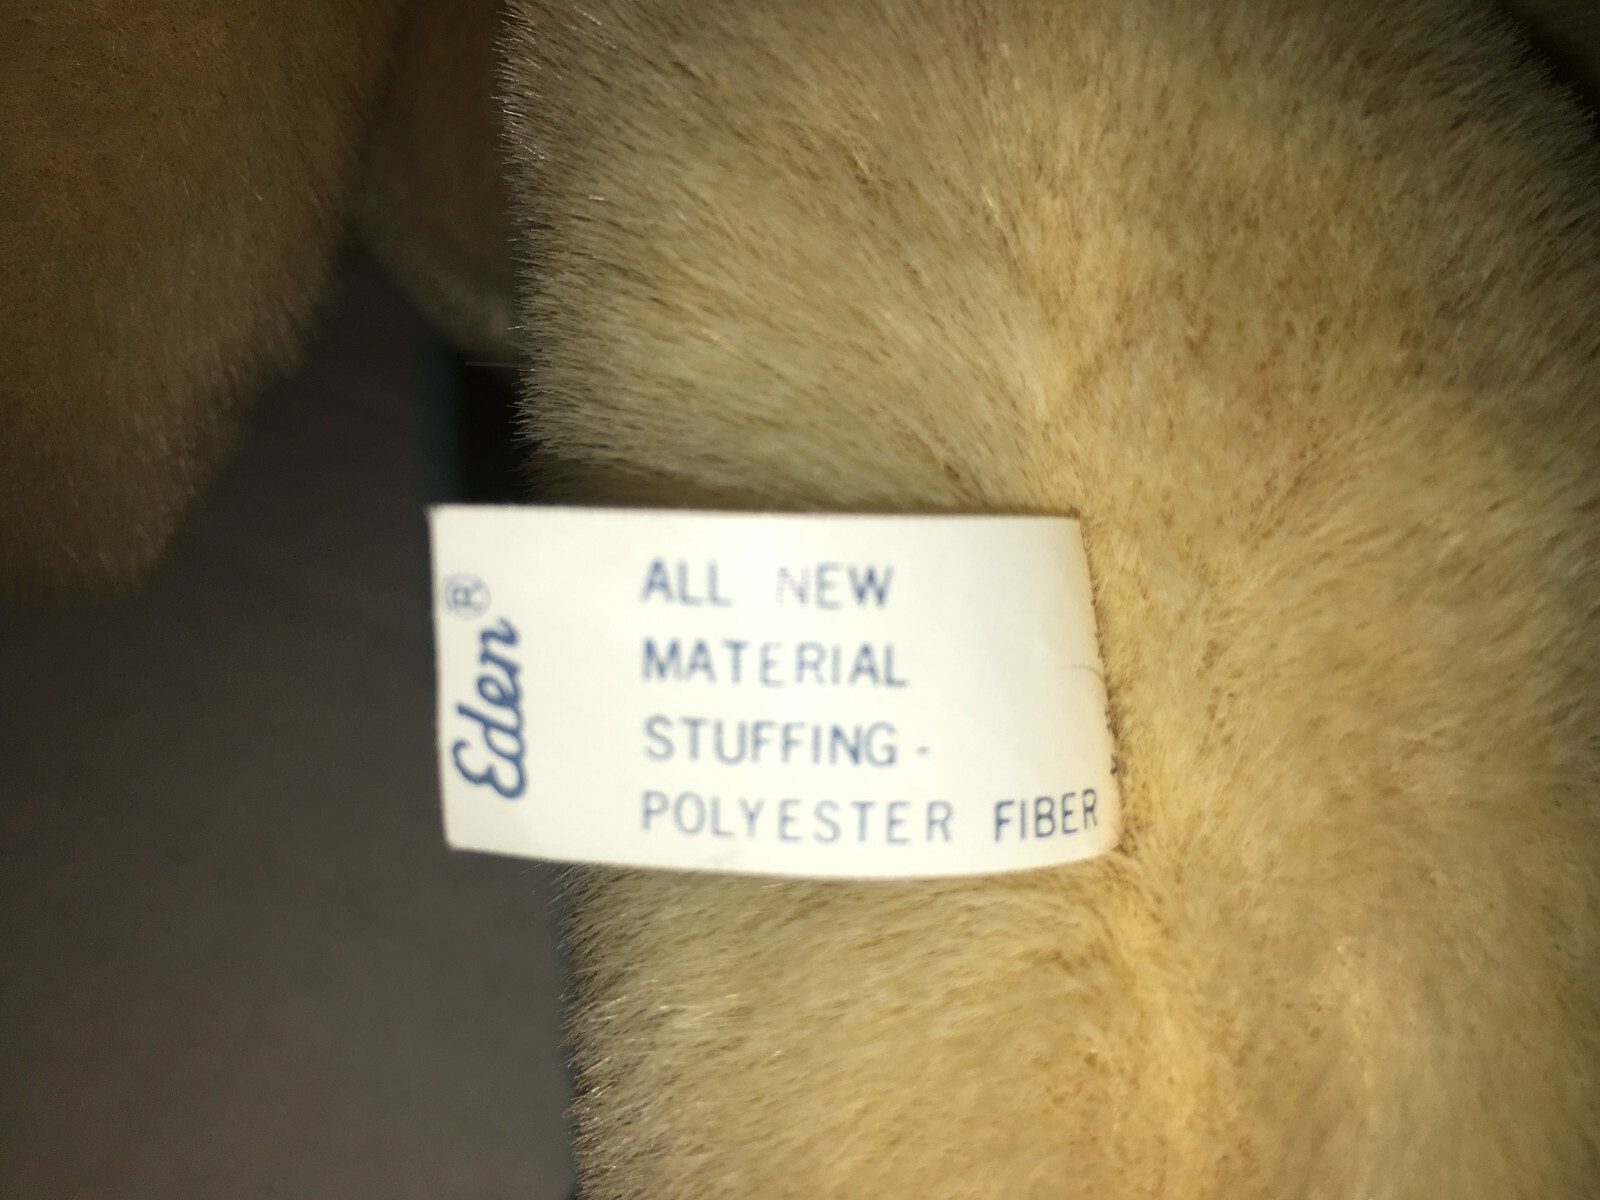 Eden®
ALL NEW
MATERIAL
STUFFING -
POLYESTER FIBER